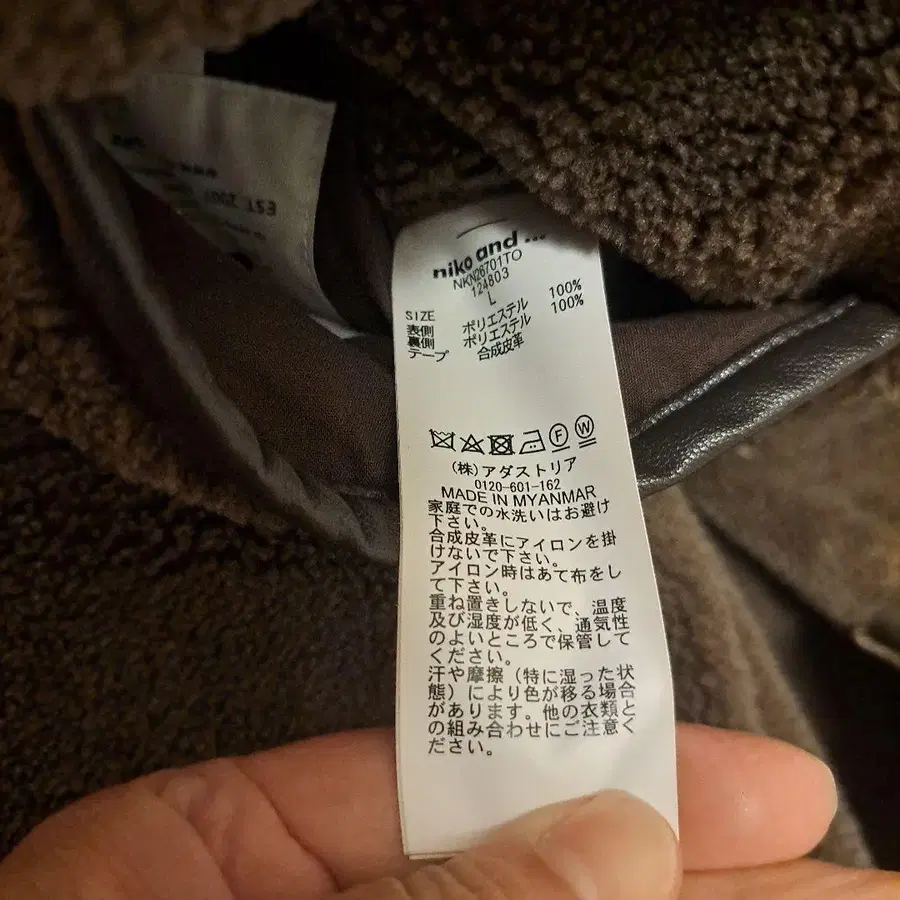 EST. 200
niko and ...
NKN26701TO
124803
SIZE L
表側 ポリエステル 100%
裏側 ポリエステル 100%
テープ 合成皮革
F W
(株)アダストリア
0120-601-162
MADE IN MYANMAR
家庭での水洗いはお避け
下さい。
合成皮革にアイロンを掛
けないで下さい。
アイロン時はあて布をし
て下さい。
重ね置きしないで、温度
及び湿度が低く、通気性
のよいところで保管して
ください。
汗や摩擦(特に湿った状
態)により色が移る場合
があります。他の衣類と
の組み合わせにご注意く
ださい。